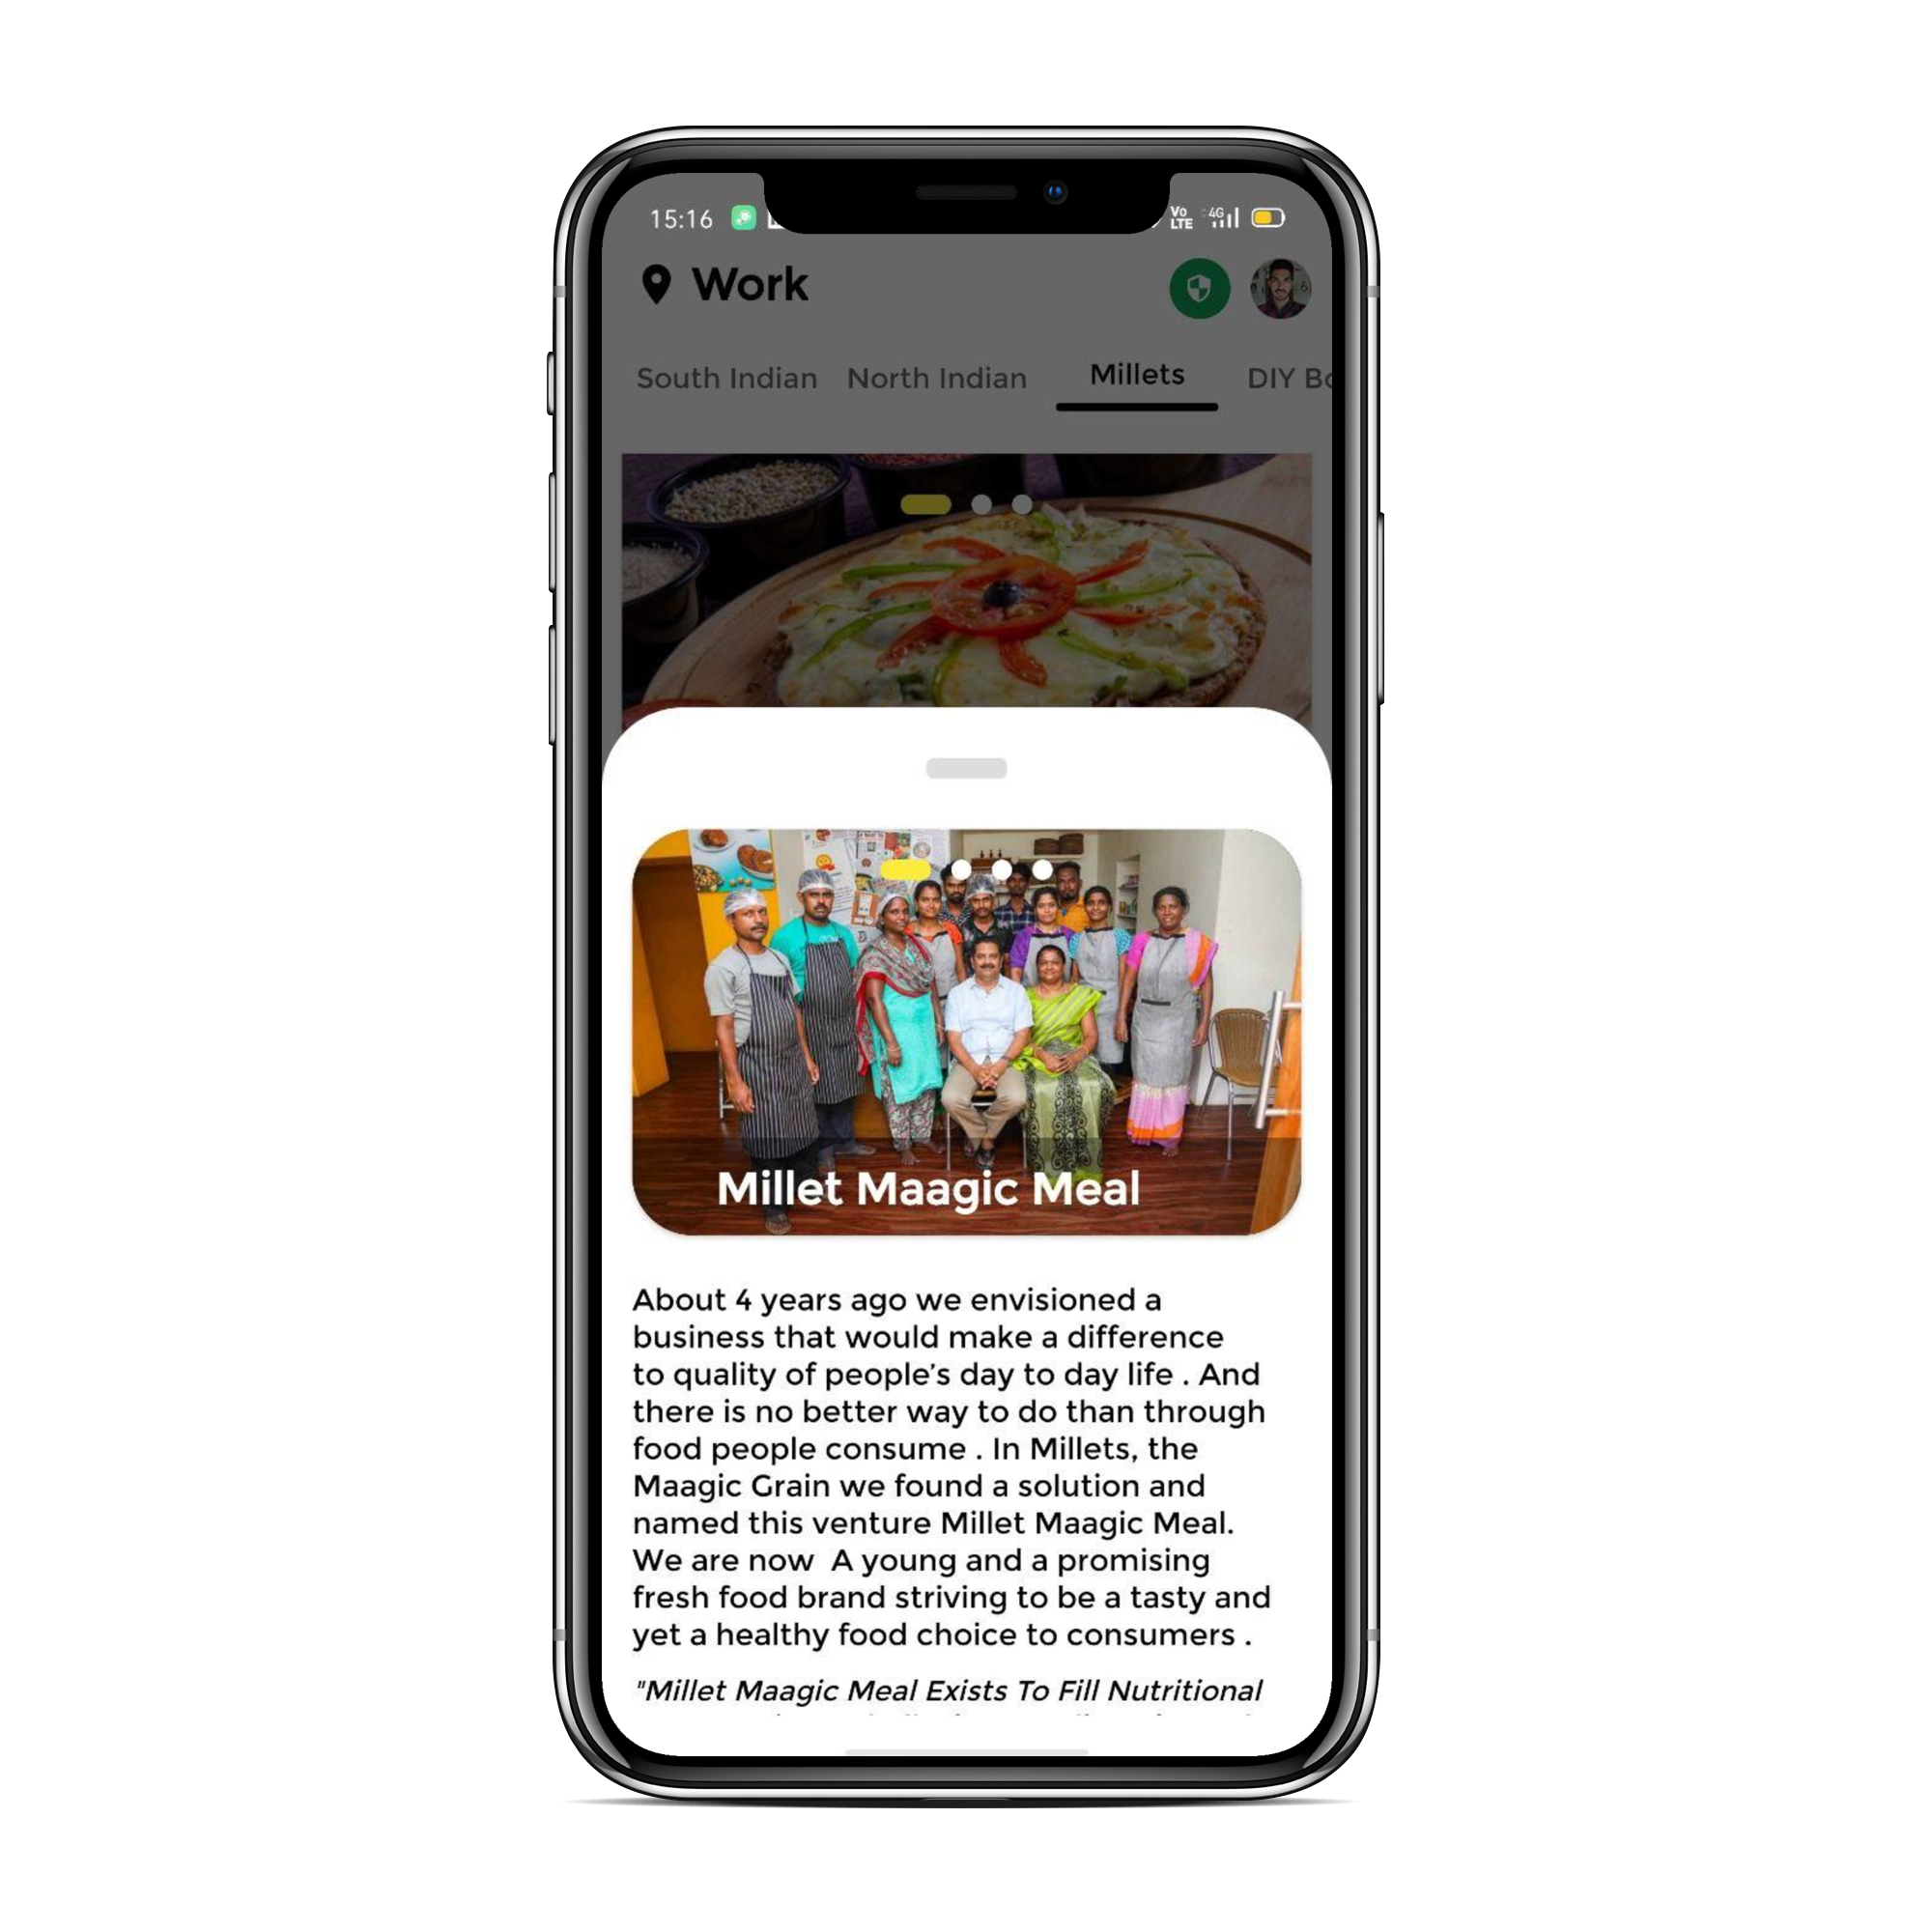 15:16
Vo
LTE
4G
Work
South Indian North Indian Millets DIY
Millet Maagic Meal
About 4 years ago we envisioned a
business that would make a difference
to quality of people’s day to day life . And
there is no better way to do than through
food people consume . In Millets, the
Maagic Grain we found a solution and
named this venture Millet Maagic Meal.
We are now  A young and a promising
fresh food brand striving to be a tasty and
yet a healthy food choice to consumers .
"Millet Maagic Meal Exists To Fill Nutritional